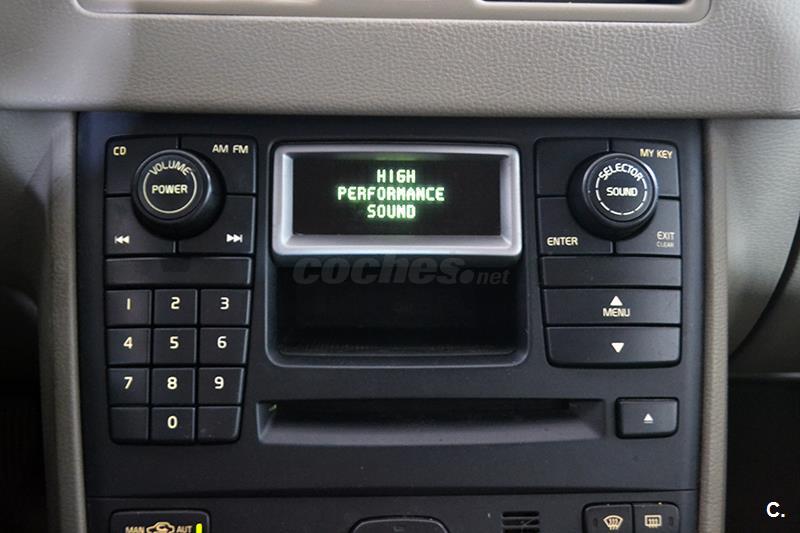 CD
AM FM
VOLUME
POWER
HIGH
PERFORMANCE
SOUND
MY KEY
SELECTOR
SOUND
ENTER
EXIT
CLEAR
coches.net
1 2 3
4 5 6
7 8 9
0
MENU
MAN AUT
C.